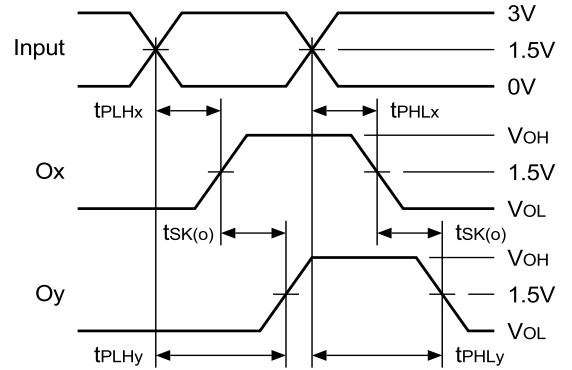 3V
Input
1.5V
0V
tPLHx
tPHLx
VOH
Ox
1.5V
VOL
tSK(o)
tSK(o)
VOH
Oy
1.5V
VOL
tPLHy
tPHLy